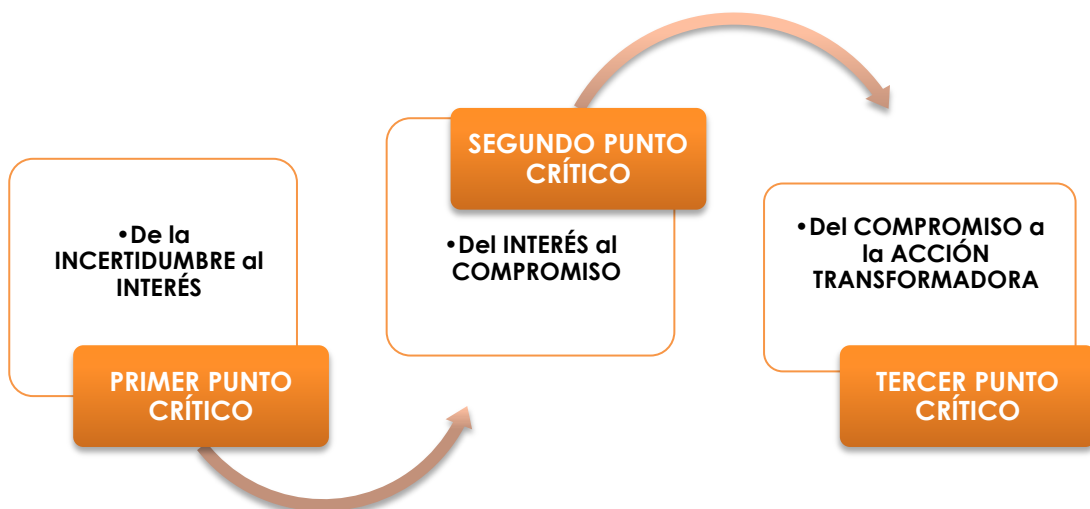 •De la
INCERTIDUMBRE al
INTERÉS
PRIMER PUNTO
CRÍTICO
SEGUNDO PUNTO
CRÍTICO
•Del INTERÉS al
COMPROMISO
•Del COMPROMISO a
la ACCIÓN
TRANSFORMADORA
TERCER PUNTO
CRÍTICO